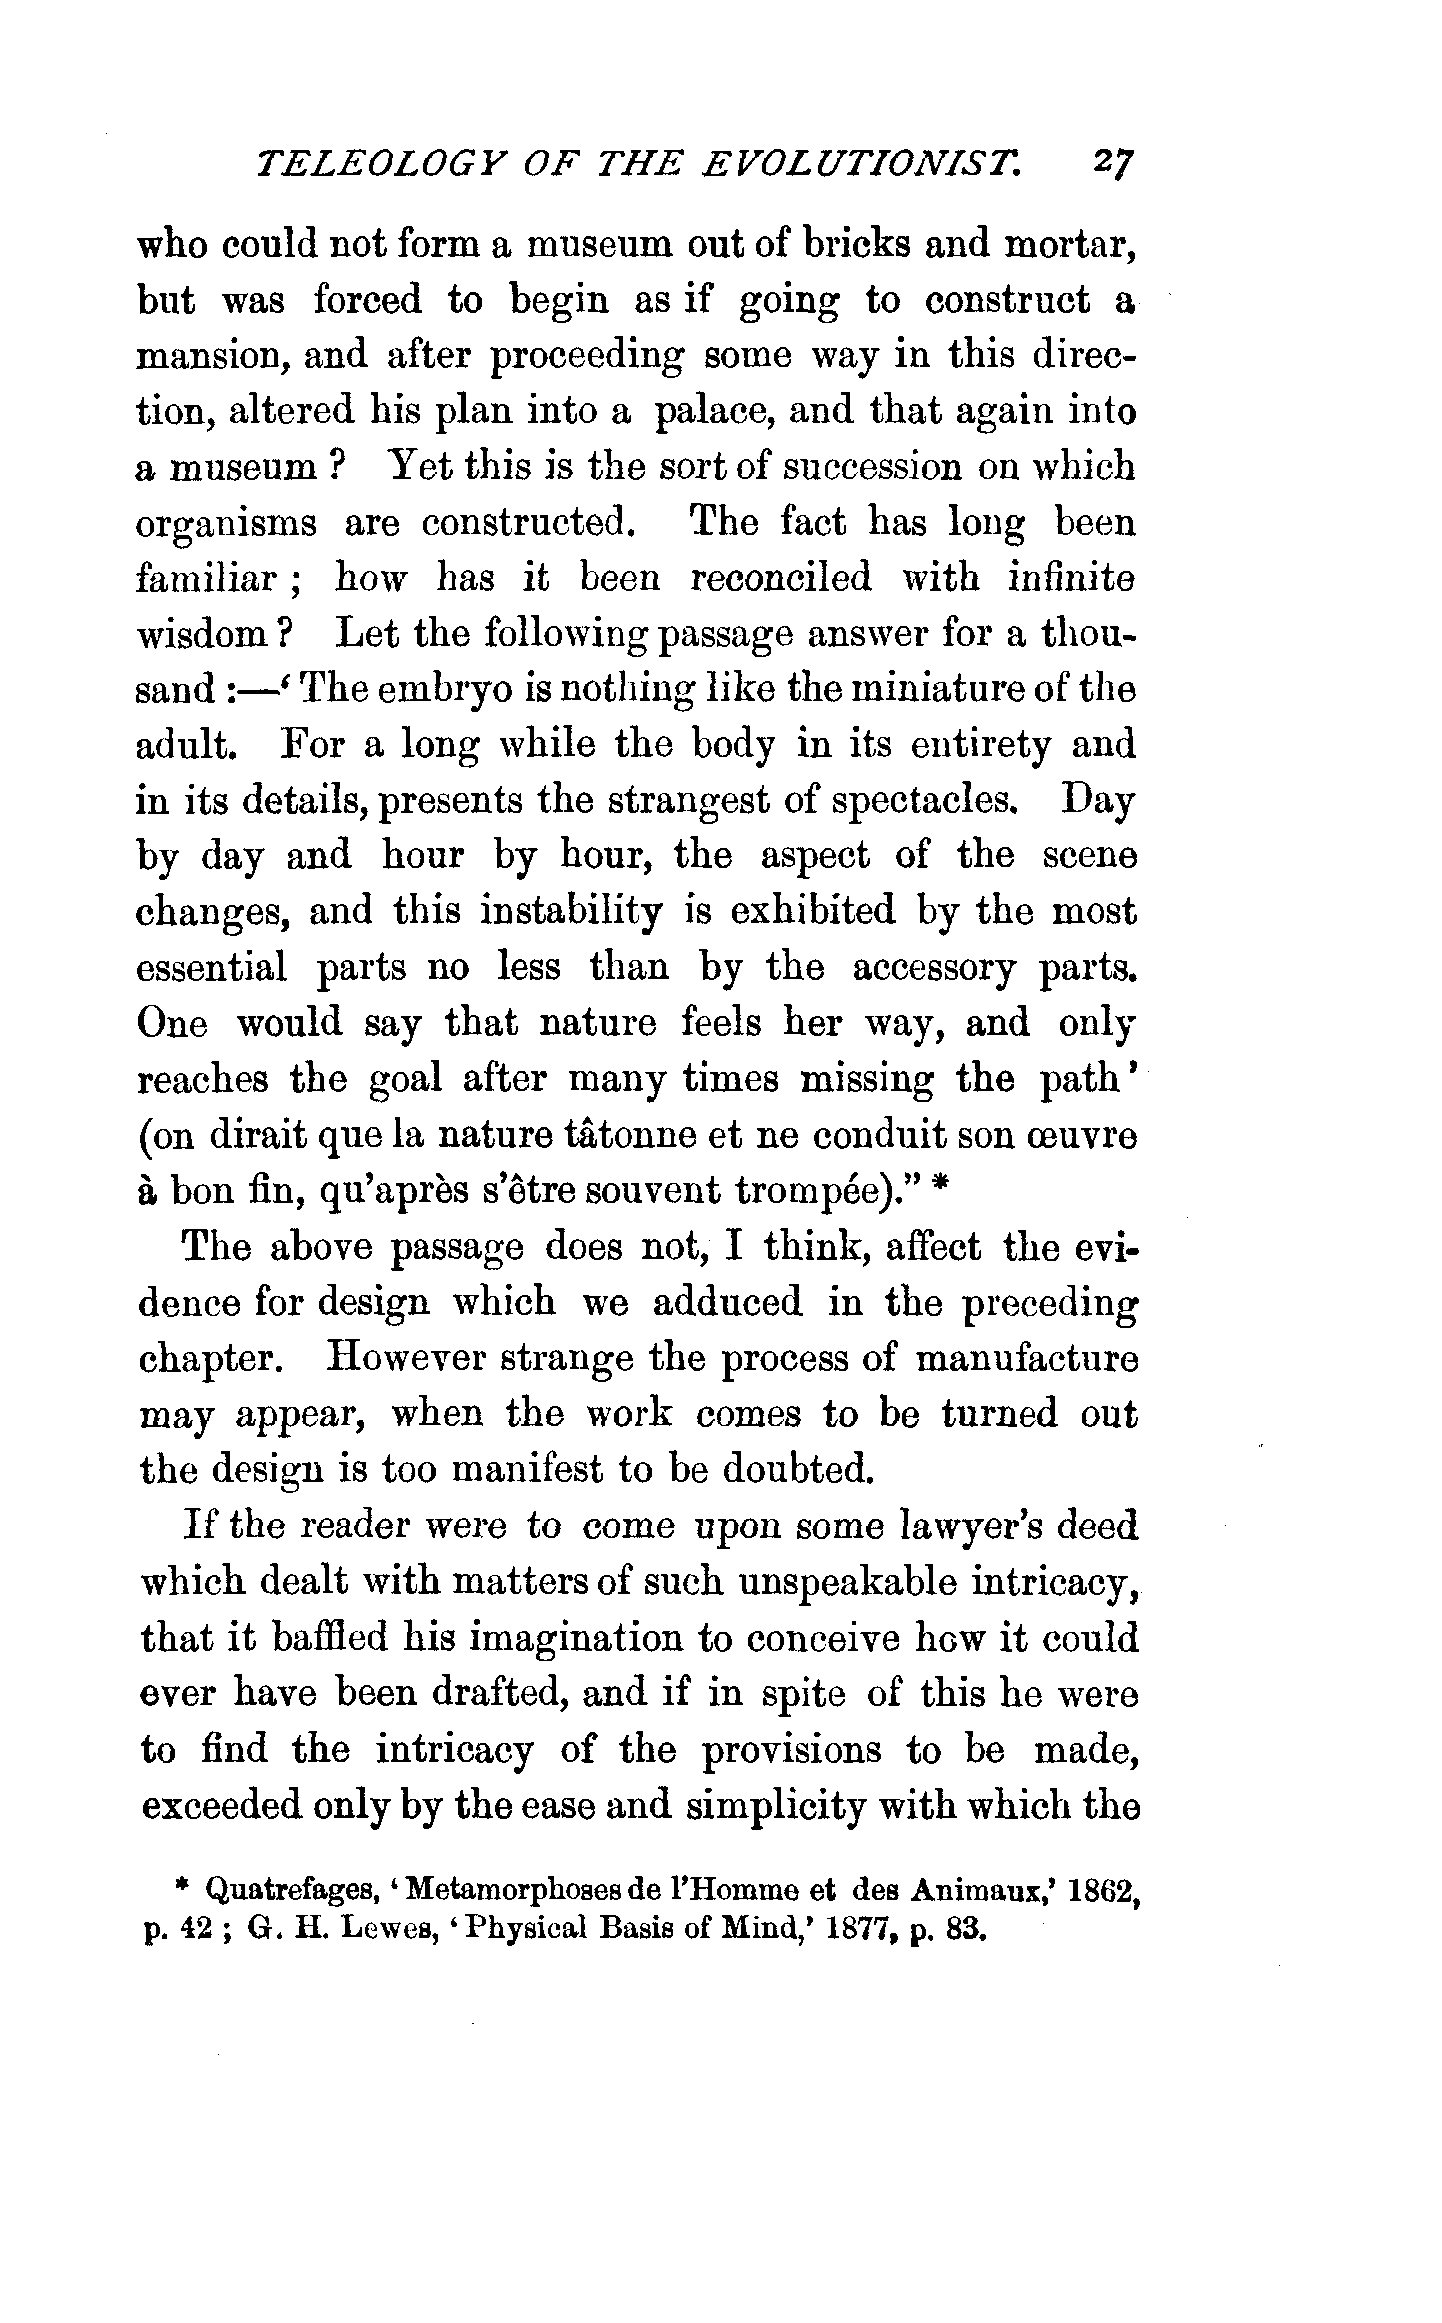 TELEOLOGY OF THE EVOLUTIONIST. 27
who could not form a museum out of bricks and mortar,
but was forced to begin as if going to construct a
mansion, and after proceeding some way in this direc-
tion, altered his plan into a palace, and that again into
a museum ? Yet this is the sort of succession on which
organisms are constructed. The fact has long been
familiar ; how has it been reconciled with infinite
wisdom ? Let the following passage answer for a thou-
sand :—‘ The embryo is nothing like the miniature of the
adult. For a long while the body in its entirety and
in its details, presents the strangest of spectacles. Day
by day and hour by hour, the aspect of the scene
changes, and this instability is exhibited by the most
essential parts no less than by the accessory parts.
One would say that nature feels her way, and only
reaches the goal after many times missing the path’
(on dirait que la nature tâtonne et ne conduit son œuvre
à bon fin, qu’après s’être souvent trompée).” *
The above passage does not, I think, affect the evi-
dence for design which we adduced in the preceding
chapter. However strange the process of manufacture
may appear, when the work comes to be turned out
the design is too manifest to be doubted.
If the reader were to come upon some lawyer’s deed
which dealt with matters of such unspeakable intricacy,
that it baffled his imagination to conceive how it could
ever have been drafted, and if in spite of this he were
to find the intricacy of the provisions to be made,
exceeded only by the ease and simplicity with which the
* Quatrefages, ‘ Metamorphoses de l’Homme et des Animaux,’ 1862,
p. 42 ; G. H. Lewes, ‘ Physical Basis of Mind,’ 1877, p. 83.